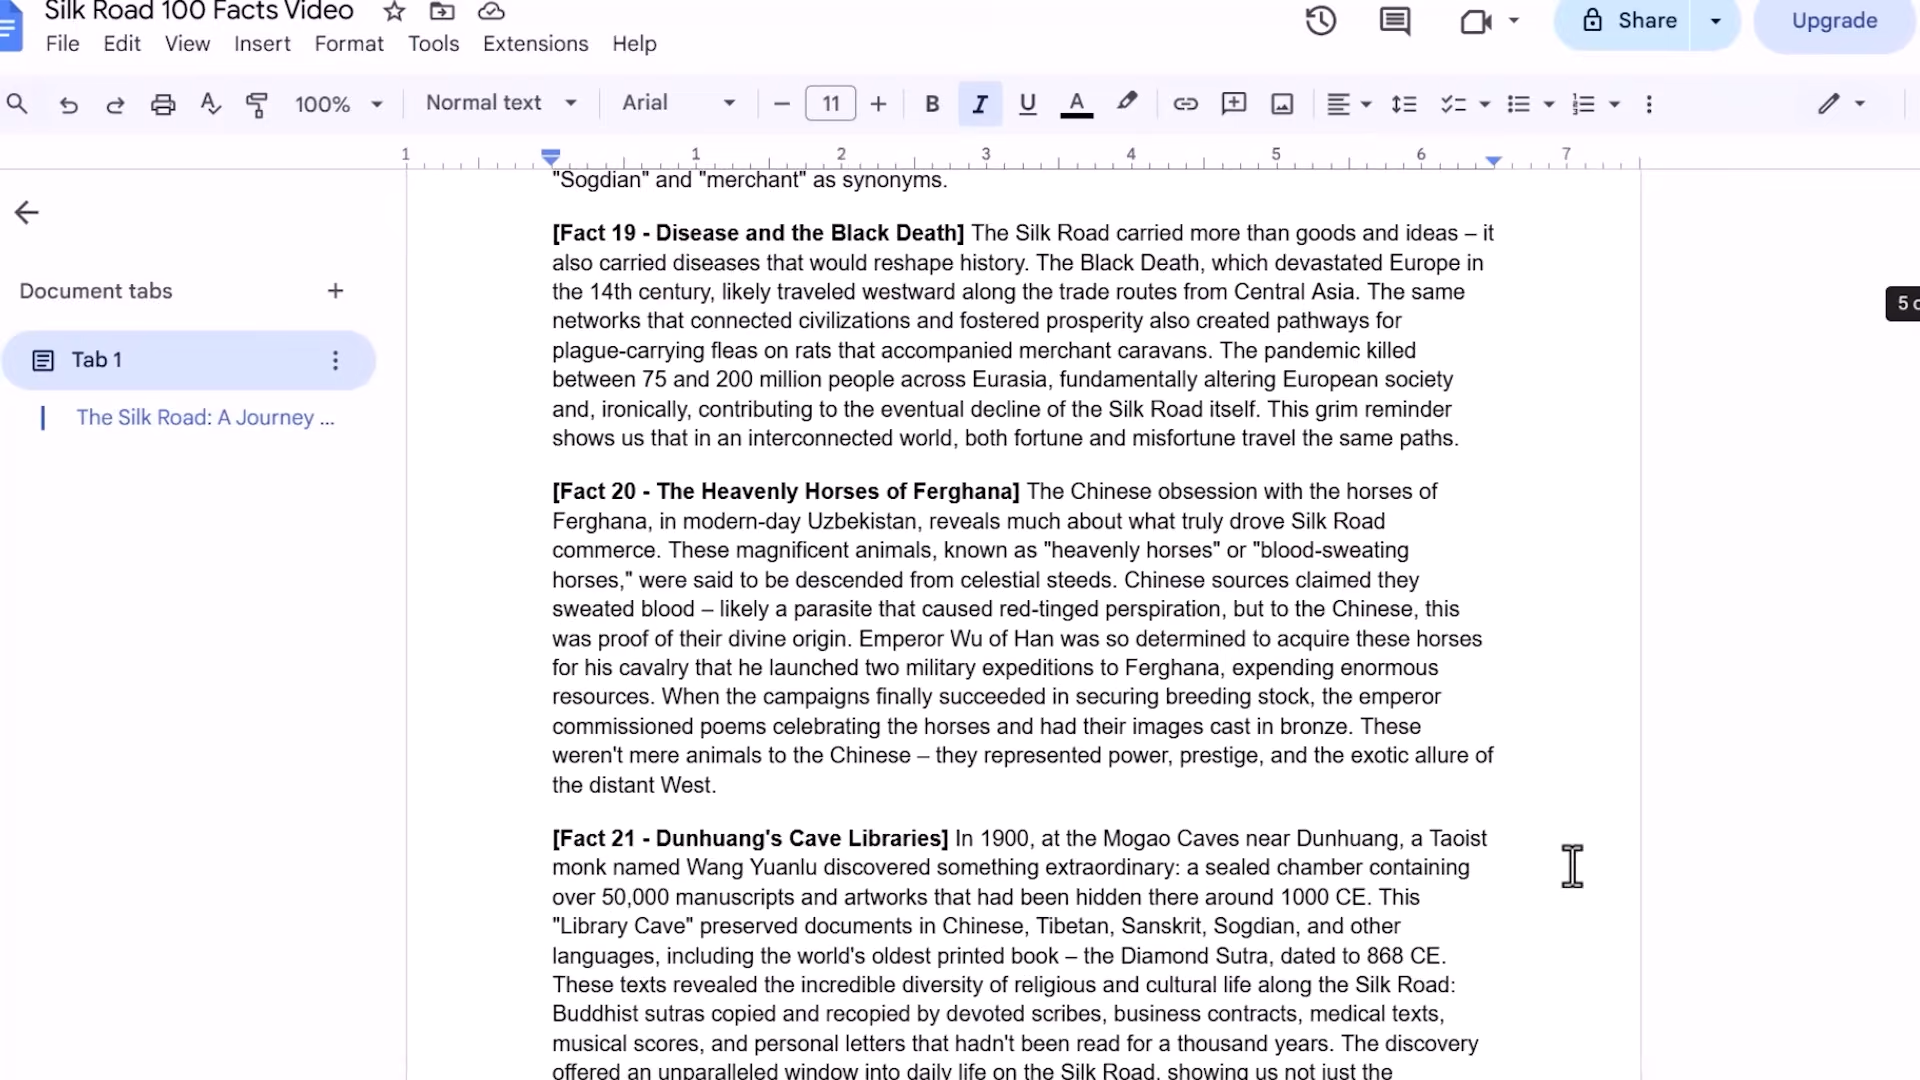 Silk Road 100 Facts Video
File Edit View Insert Format Tools Extensions Help
Share
Upgrade
100% Normal text Arial 11 B I U A
1 1 2 3 4 5 6 7
"Sogdian" and "merchant" as synonyms.
Document tabs
Tab 1
The Silk Road: A Journey ...
[Fact 19 - Disease and the Black Death] The Silk Road carried more than goods and ideas – it
also carried diseases that would reshape history. The Black Death, which devastated Europe in
the 14th century, likely traveled westward along the trade routes from Central Asia. The same
networks that connected civilizations and fostered prosperity also created pathways for
plague-carrying fleas on rats that accompanied merchant caravans. The pandemic killed
between 75 and 200 million people across Eurasia, fundamentally altering European society
and, ironically, contributing to the eventual decline of the Silk Road itself. This grim reminder
shows us that in an interconnected world, both fortune and misfortune travel the same paths.
[Fact 20 - The Heavenly Horses of Ferghana] The Chinese obsession with the horses of
Ferghana, in modern-day Uzbekistan, reveals much about what truly drove Silk Road
commerce. These magnificent animals, known as "heavenly horses" or "blood-sweating
horses," were said to be descended from celestial steeds. Chinese sources claimed they
sweated blood – likely a parasite that caused red-tinged perspiration, but to the Chinese, this
was proof of their divine origin. Emperor Wu of Han was so determined to acquire these horses
for his cavalry that he launched two military expeditions to Ferghana, expending enormous
resources. When the campaigns finally succeeded in securing breeding stock, the emperor
commissioned poems celebrating the horses and had their images cast in bronze. These
weren't mere animals to the Chinese – they represented power, prestige, and the exotic allure of
the distant West.
[Fact 21 - Dunhuang's Cave Libraries] In 1900, at the Mogao Caves near Dunhuang, a Taoist
monk named Wang Yuanlu discovered something extraordinary: a sealed chamber containing
over 50,000 manuscripts and artworks that had been hidden there around 1000 CE. This
"Library Cave" preserved documents in Chinese, Tibetan, Sanskrit, Sogdian, and other
languages, including the world's oldest printed book – the Diamond Sutra, dated to 868 CE.
These texts revealed the incredible diversity of religious and cultural life along the Silk Road:
Buddhist sutras copied and recopied by devoted scribes, business contracts, medical texts,
musical scores, and personal letters that hadn't been read for a thousand years. The discovery
offered an unparalleled window into daily life on the Silk Road, showing us not just the
5